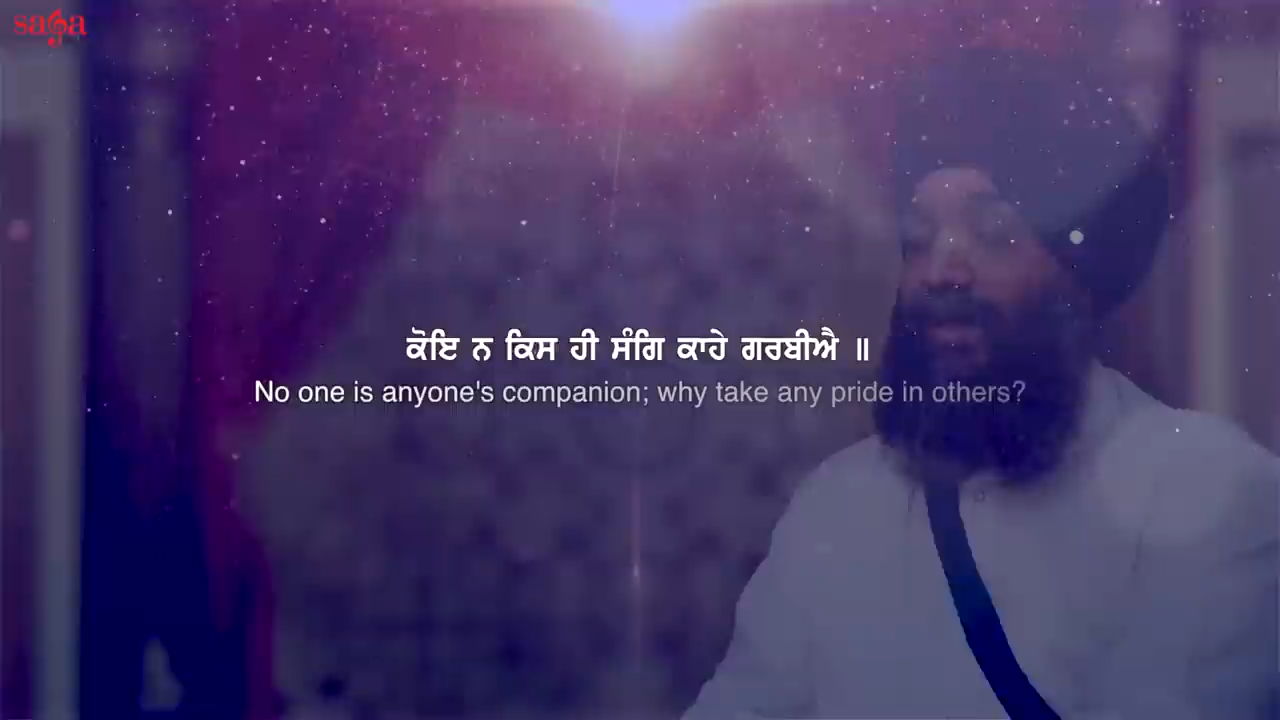 saga
ਕੋਇ ਨ ਕਿਸ ਹੀ ਸੰਗਿ ਕਾਹੇ ਗਰਬੀਐ ॥
No one is anyone's companion; why take any pride in others?